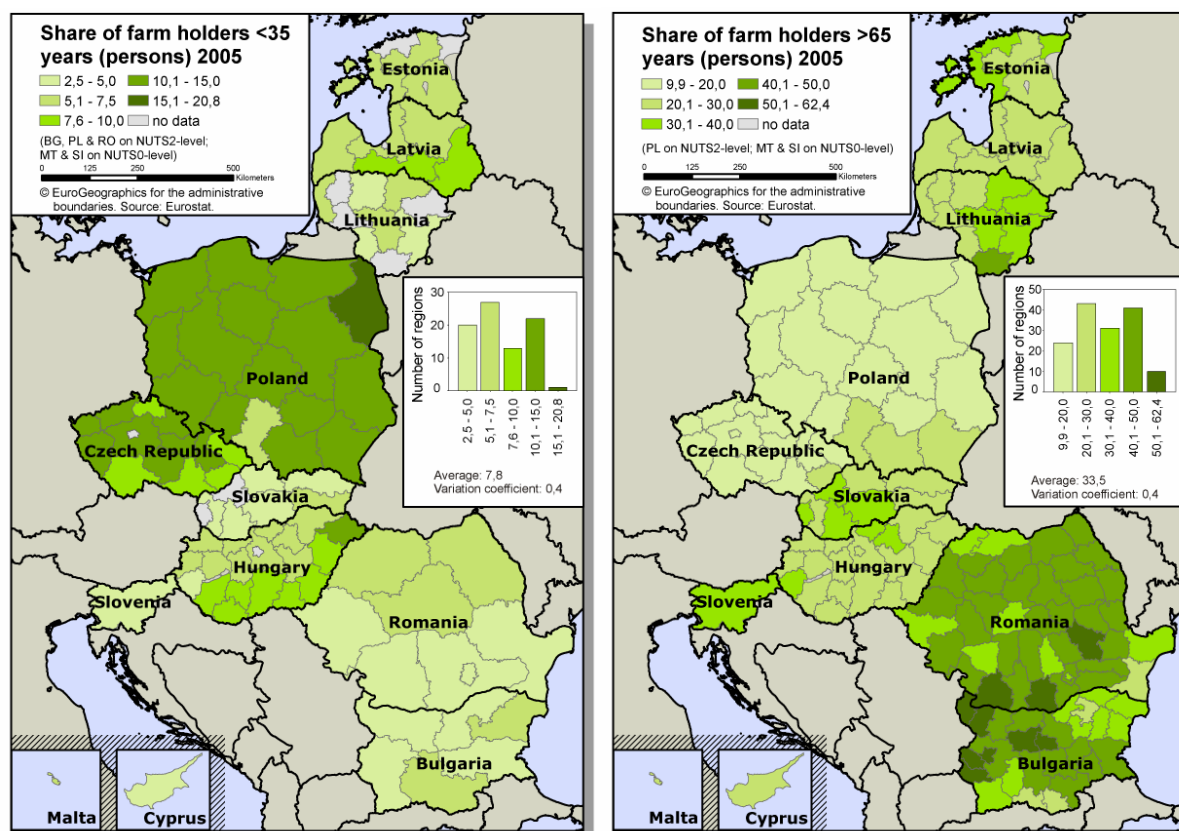 Share of farm holders <35
years (persons) 2005
2,5 - 5,0
10,1 - 15,0
5,1 - 7,5
15,1 - 20,8
7,6 - 10,0
no data
(BG, PL & RO on NUTS2-level;
MT & SI on NUTS0-level)
0
125
250
500
Kilometers
© EuroGeographics for the administrative
boundaries. Source: Eurostat.
Estonia
Latvia
Lithuania
Poland
Czech Republic
Slovakia
Hungary
Slovenia
Romania
Bulgaria
Malta
Cyprus
Number of regions
30
20
10
0
2,5 - 5,0
5,1 - 7,5
7,6 - 10,0
10,1 - 15,0
15,1 - 20,8
Average: 7,8
Variation coefficient: 0,4
Share of farm holders >65
years (persons) 2005
9,9 - 20,0
40,1 - 50,0
20,1 - 30,0
50,1 - 62,4
30,1 - 40,0
no data
(PL on NUTS2-level; MT & SI on NUTS0-level)
0
125
250
500
Kilometers
© EuroGeographics for the administrative
boundaries. Source: Eurostat.
Estonia
Latvia
Lithuania
Poland
Czech Republic
Slovakia
Hungary
Slovenia
Romania
Bulgaria
Malta
Cyprus
Number of regions
50
40
30
20
10
0
9,9 - 20,0
20,1 - 30,0
30,1 - 40,0
40,1 - 50,0
50,1 - 62,4
Average: 33,5
Variation coefficient: 0,4